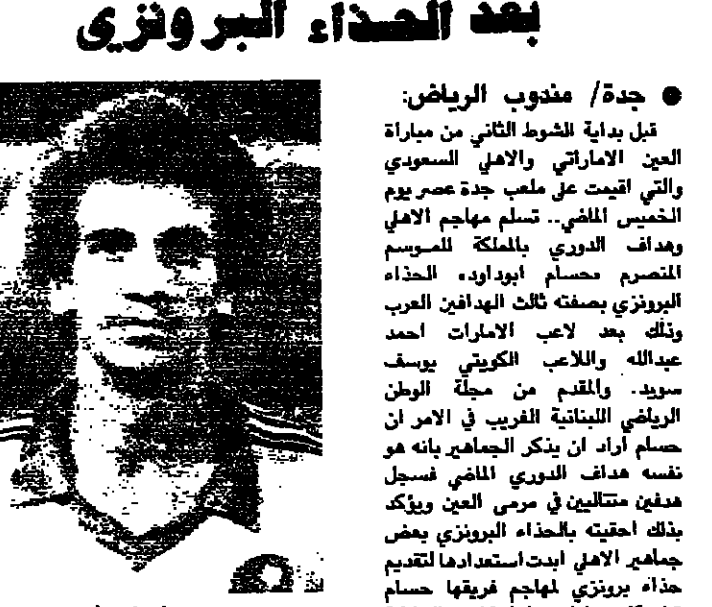 بعد الحذاء البرونزي
● جدة/ مندوب الرياض:
قبل بداية الشوط الثاني من مباراة
العين الاماراتي والاهلي السعودي
والتي اقيمت على ملعب جدة عصر يوم
الخميس الماضي.. تسلم مهاجم الاهلي
وهداف الدوري بالمملكة للموسم
المنصرم «حسام ابوداود» الحذاء
البرونزي بصفته ثالث الهدافين العرب
وذلك بعد لاعب الامارات احمد
عبدالله واللاعب الكويتي يوسف
سويد. والمقدم من مجلة الوطن
الرياضي اللبنانية الغريب في الامر ان
حسام أراد ان يذكر الجماهير بانه هو
نفسه هداف الدوري الماضي فسجل
هدفين متتاليين في مرمى العين ويؤكد
بذلك احقيته بالحذاء البرونزي بعض
جماهير الاهلي ابدت استعدادها لتقديم
حذاء برونزي لمهاجم فريقها حسام